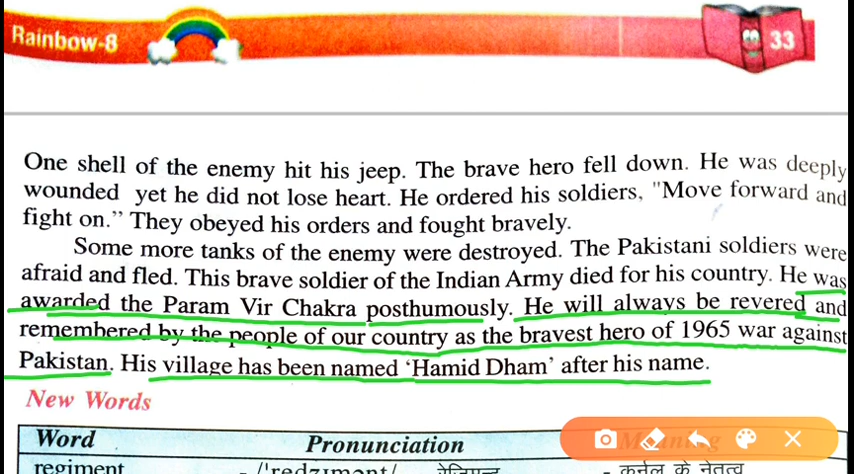 Rainbow-8
33
One shell of the enemy hit his jeep. The brave hero fell down. He was deeply
wounded yet he did not lose heart. He ordered his soldiers, "Move forward and
fight on.” They obeyed his orders and fought bravely.
Some more tanks of the enemy were destroyed. The Pakistani soldiers were
afraid and fled. This brave soldier of the Indian Army died for his country. He was
awarded the Param Vir Chakra posthumously. He will always be revered and
remembered by the people of our country as the bravest hero of 1965 war against
Pakistan. His village has been named ‘Hamid Dham’ after his name.
New Words
Word Pronunciation Meaning
regiment - कर्नल के नेतृत्व